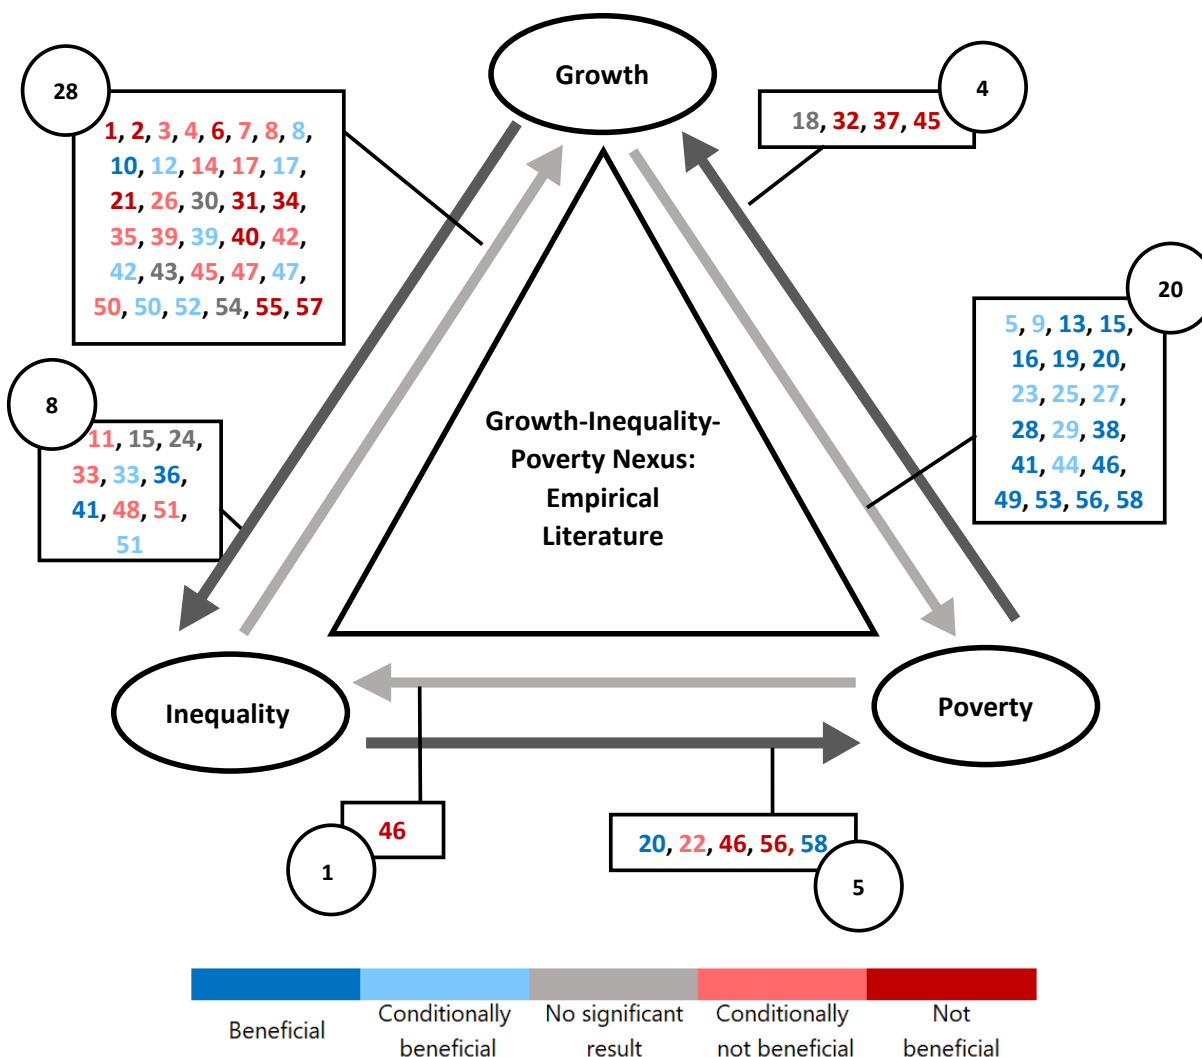 Growth
28
1, 2, 3, 4, 6, 7, 8, 8,
10, 12, 14, 17, 17,
21, 26, 30, 31, 34,
35, 39, 39, 40, 42,
42, 43, 45, 47, 47,
50, 50, 52, 54, 55, 57
4
18, 32, 37, 45
20
5, 9, 13, 15,
16, 19, 20,
23, 25, 27,
28, 29, 38,
41, 44, 46,
49, 53, 56, 58
8
11, 15, 24,
33, 33, 36,
41, 48, 51,
51
Growth-Inequality-
Poverty Nexus:
Empirical
Literature
Inequality
Poverty
46
1
20, 22, 46, 56, 58
5
Beneficial
Conditionally
beneficial
No significant
result
Conditionally
not beneficial
Not
beneficial